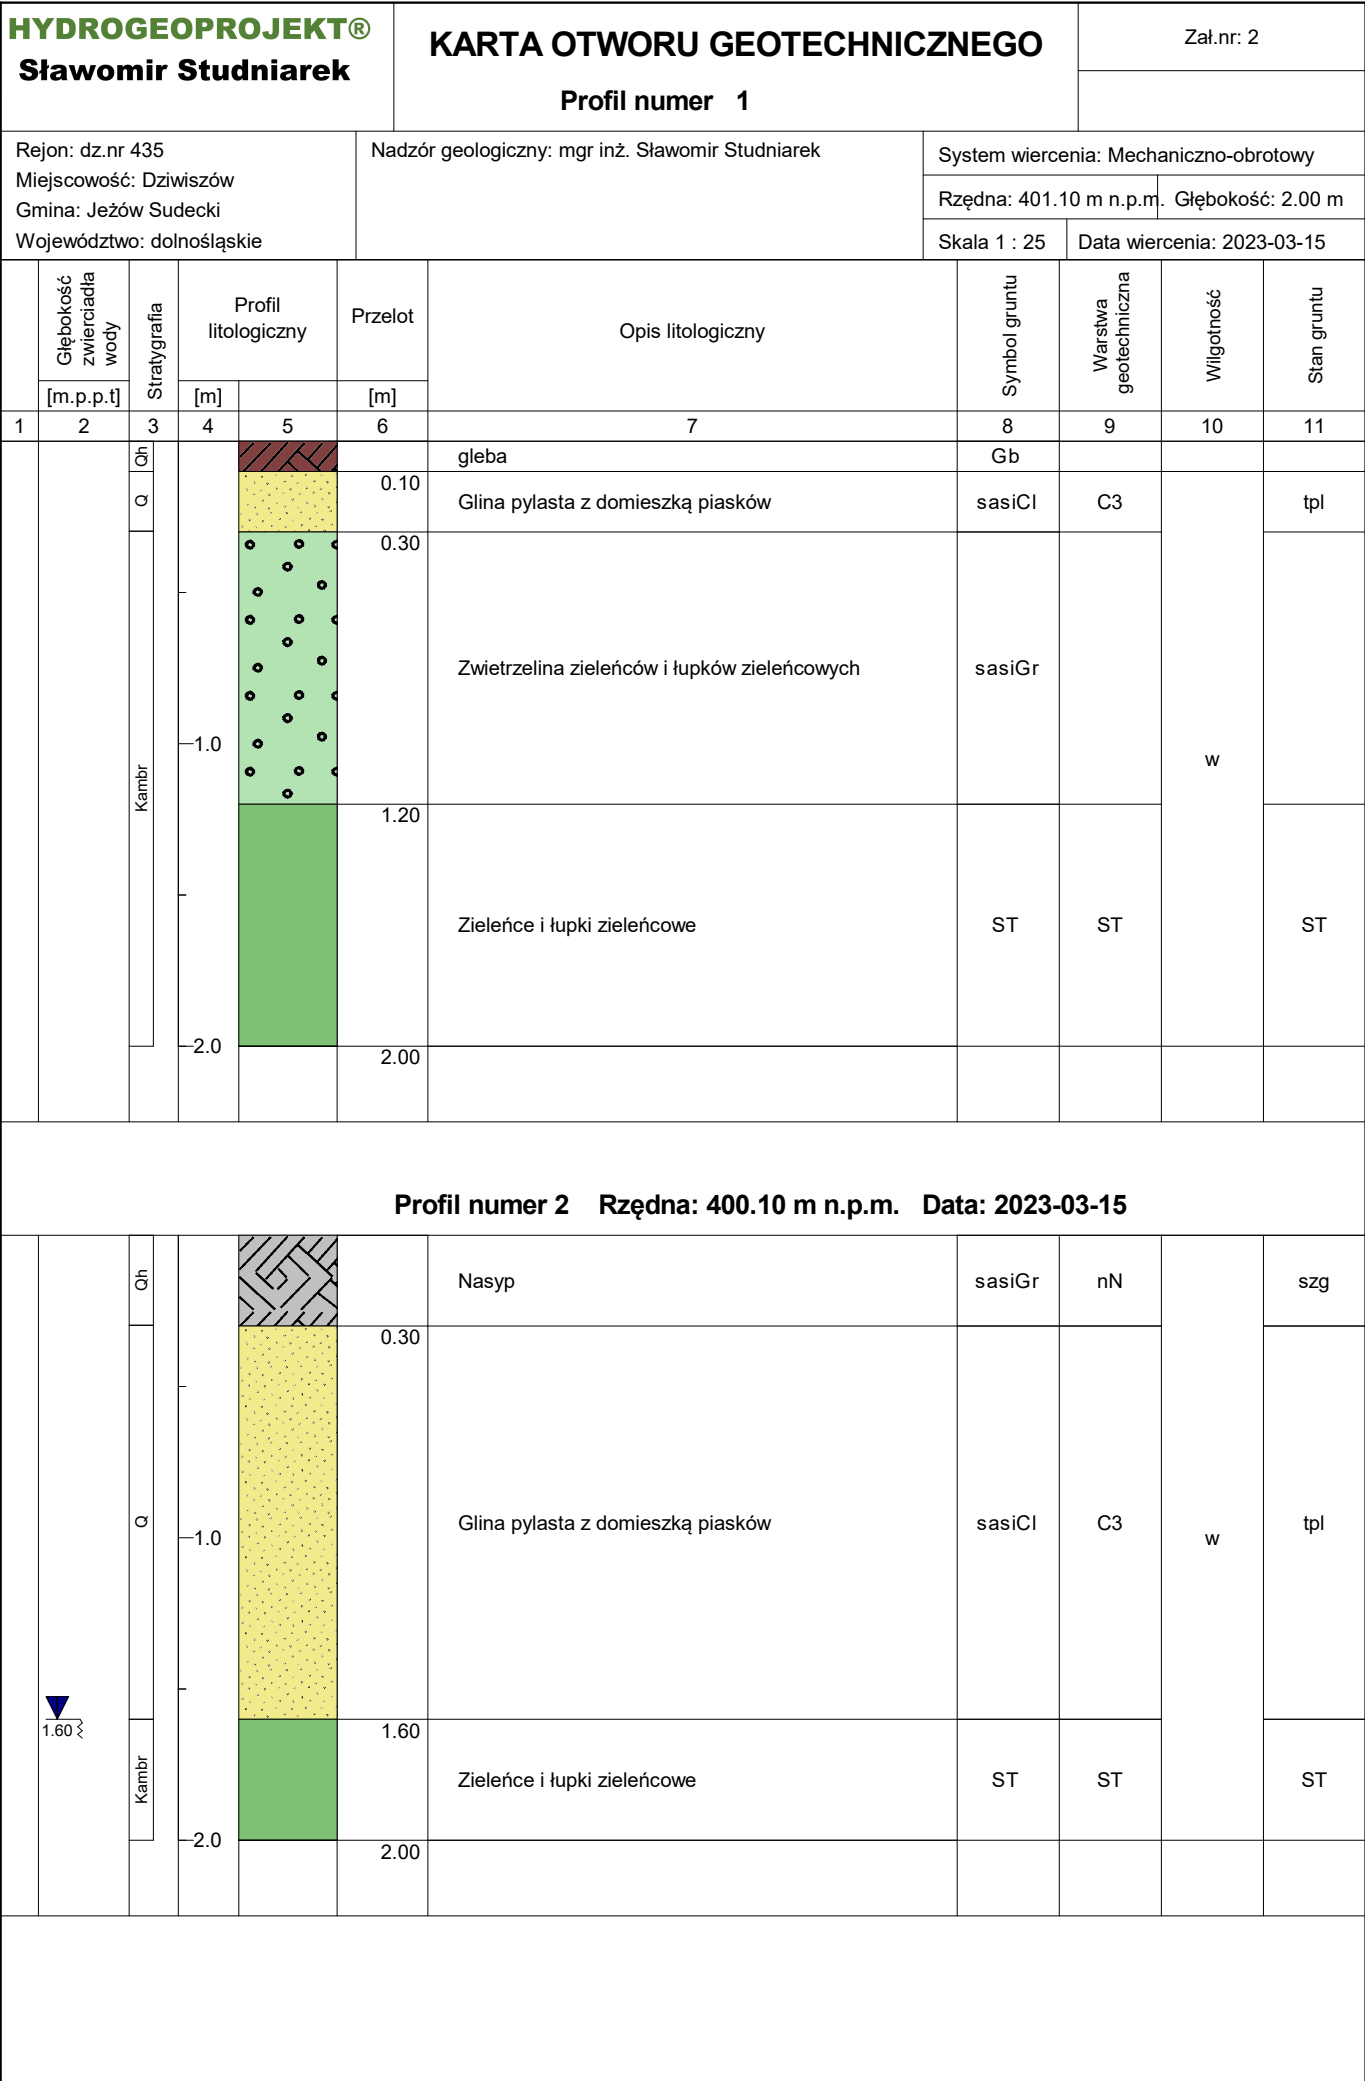 HYDROGEOPROJEKT®
Sławomir Studniarek
KARTA OTWORU GEOTECHNICZNEGO
Profil numer 1
Zał.nr: 2
Rejon: dz.nr 435
Miejscowość: Dziwiszów
Gmina: Jeżów Sudecki
Województwo: dolnośląskie
Nadzór geologiczny: mgr inż. Sławomir Studniarek
System wiercenia: Mechaniczno-obrotowy
Rzędna: 401.10 m n.p.m. Głębokość: 2.00 m
Skala 1 : 25 Data wiercenia: 2023-03-15
Głębokość
zwierciadła
wody
[m.p.p.t]
Stratygrafia
Profil
litologiczny
[m]
Przelot
[m]
Opis litologiczny
Symbol gruntu
Warstwa
geotechniczna
Wilgotność
Stan gruntu
1 2 3 4 5 6 7 8 9 10 11
Qh gleba Gb
0.10
Q Glina pylasta z domieszką piasków sasiCl C3 tpl
0.30
Zwietrzelina zieleńców i łupków zieleńcowych sasiGr
1.0
w
Kambr
1.20
Zieleńce i łupki zieleńcowe ST ST ST
2.0
2.00
Profil numer 2 Rzędna: 400.10 m n.p.m. Data: 2023-03-15
Qh Nasyp sasiGr nN szg
0.30
Q Glina pylasta z domieszką piasków sasiCl C3 tpl
1.0 w
1.60 1.60
Kambr Zieleńce i łupki zieleńcowe ST ST ST
2.0
2.00